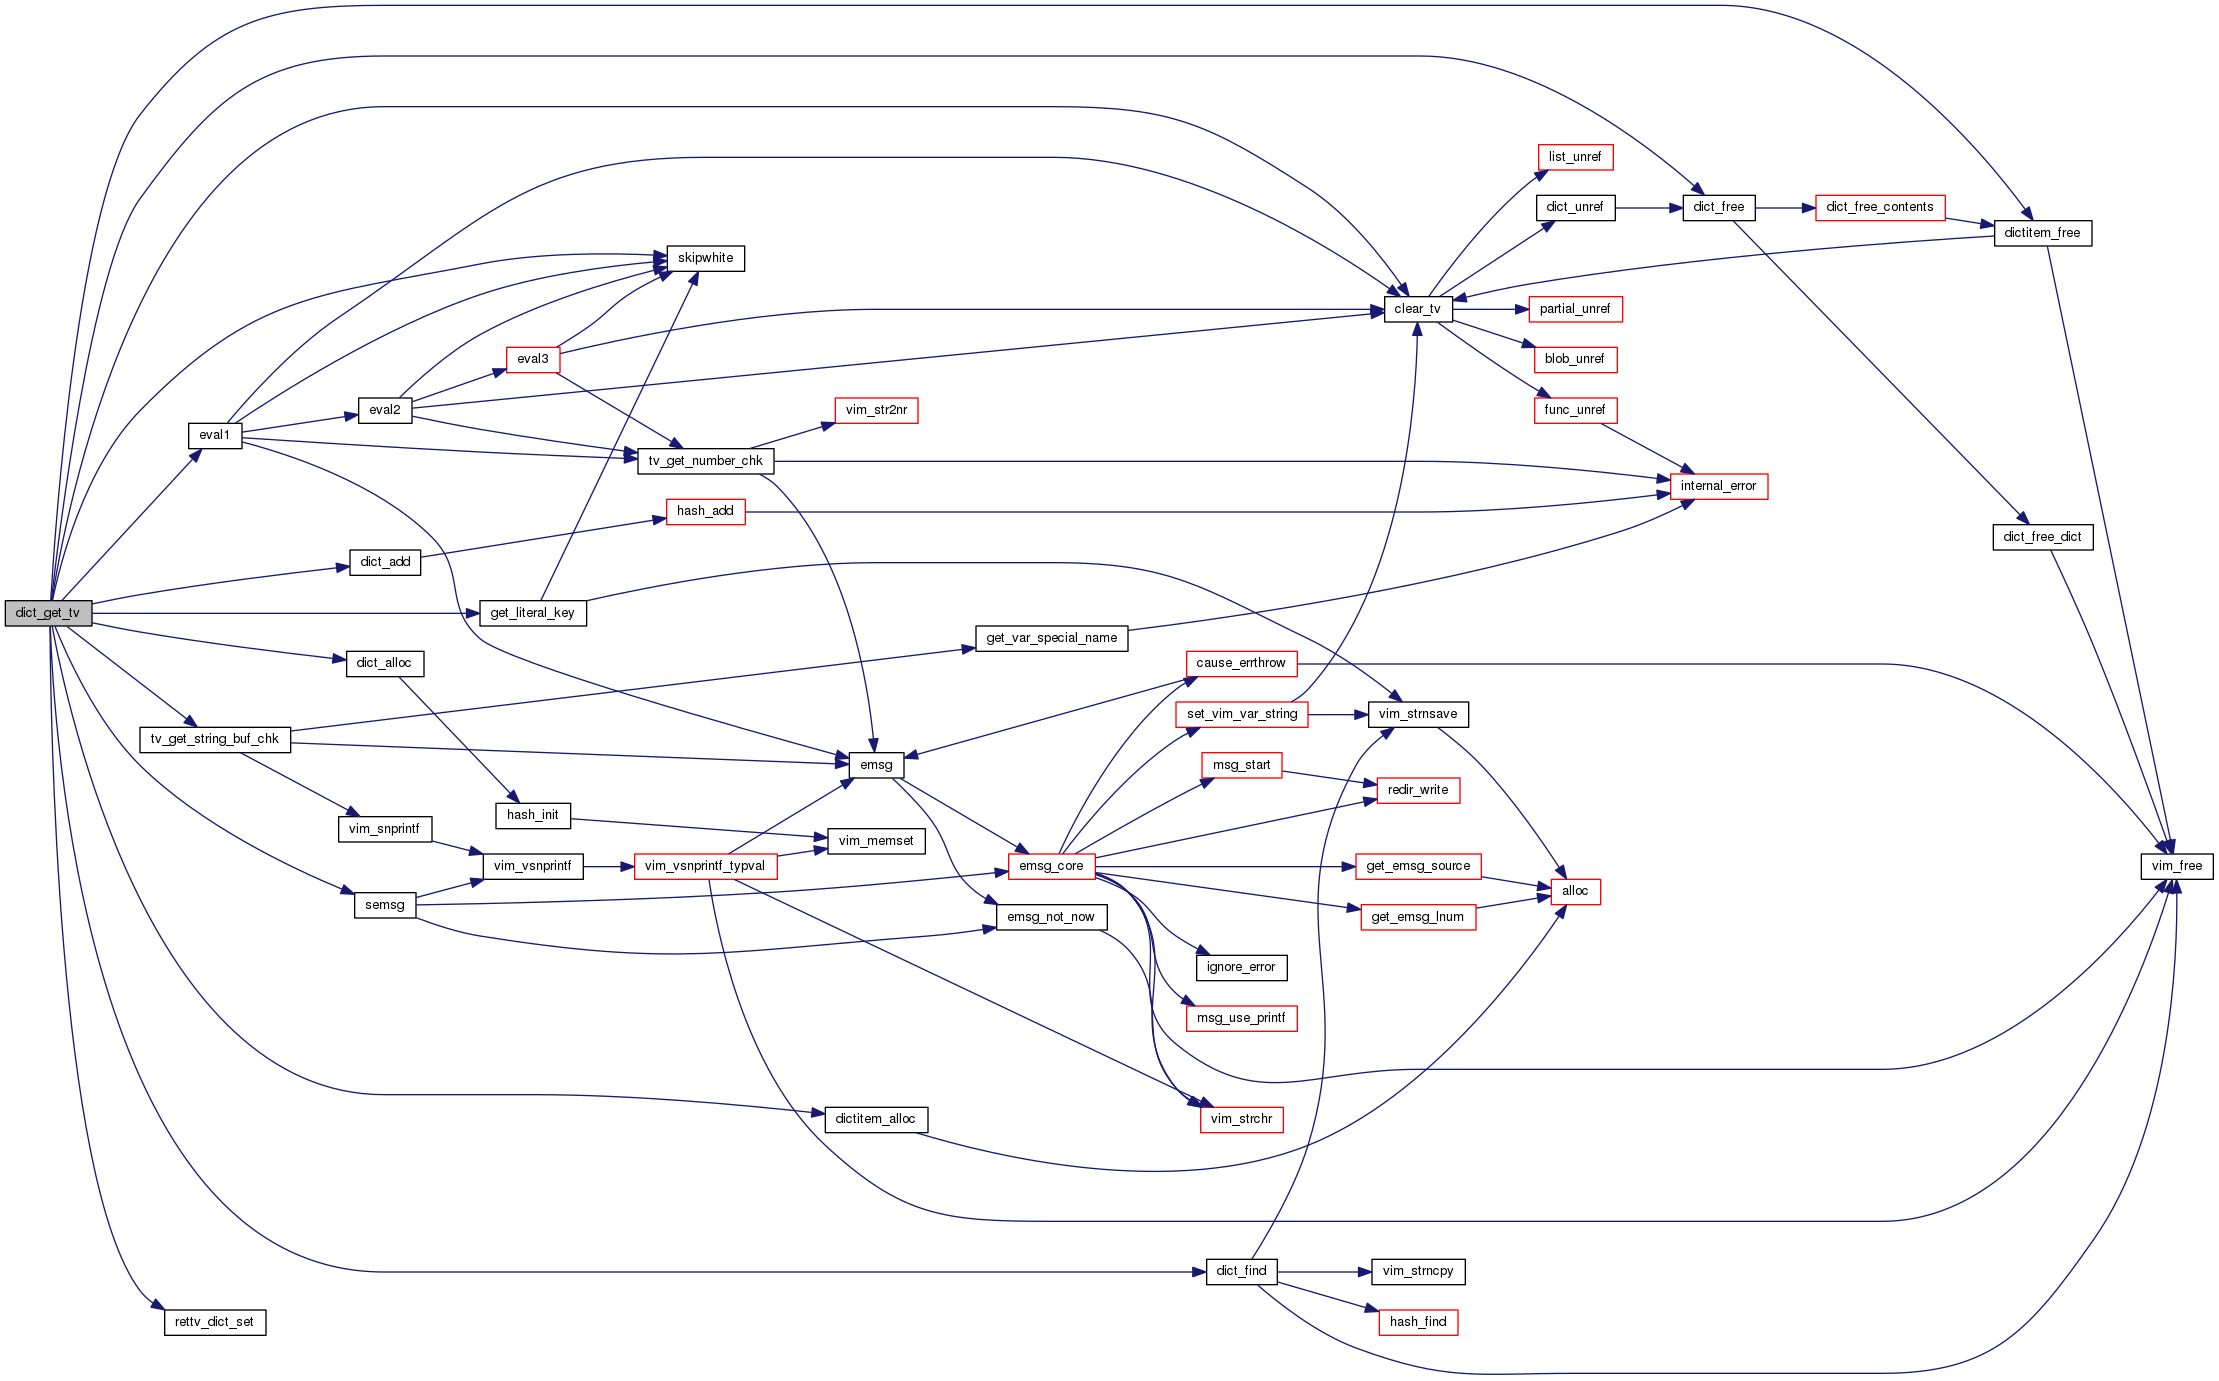 list_unref
dict_unref
dict_free
dict_free_contents
dictitem_free
skipwhite
clear_tv
partial_unref
eval3
blob_unref
eval2
vim_str2nr
func_unref
eval1
tv_get_number_chk
internal_error
hash_add
dict_free_dict
dict_add
dict_get_tv
get_literal_key
get_var_special_name
dict_alloc
cause_errthrow
set_vim_var_string
vim_strnsave
tv_get_string_buf_chk
emsg
msg_start
redir_write
hash_init
vim_snprintf
vim_memset
vim_vsnprintf
vim_vsnprintf_typval
emsg_core
get_emsg_source
vim_free
alloc
semsg
emsg_not_now
get_emsg_lnum
ignore_error
msg_use_printf
dictitem_alloc
vim_strchr
dict_find
vim_strncpy
rettv_dict_set
hash_find